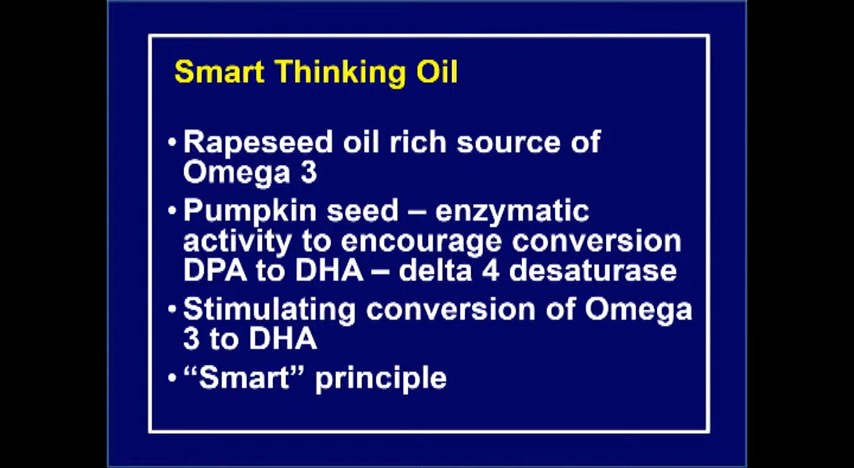 Smart Thinking Oil
•Rapeseed oil rich source of
Omega 3
•Pumpkin seed – enzymatic
activity to encourage conversion
DPA to DHA – delta 4 desaturase
•Stimulating conversion of Omega
3 to DHA
•“Smart” principle